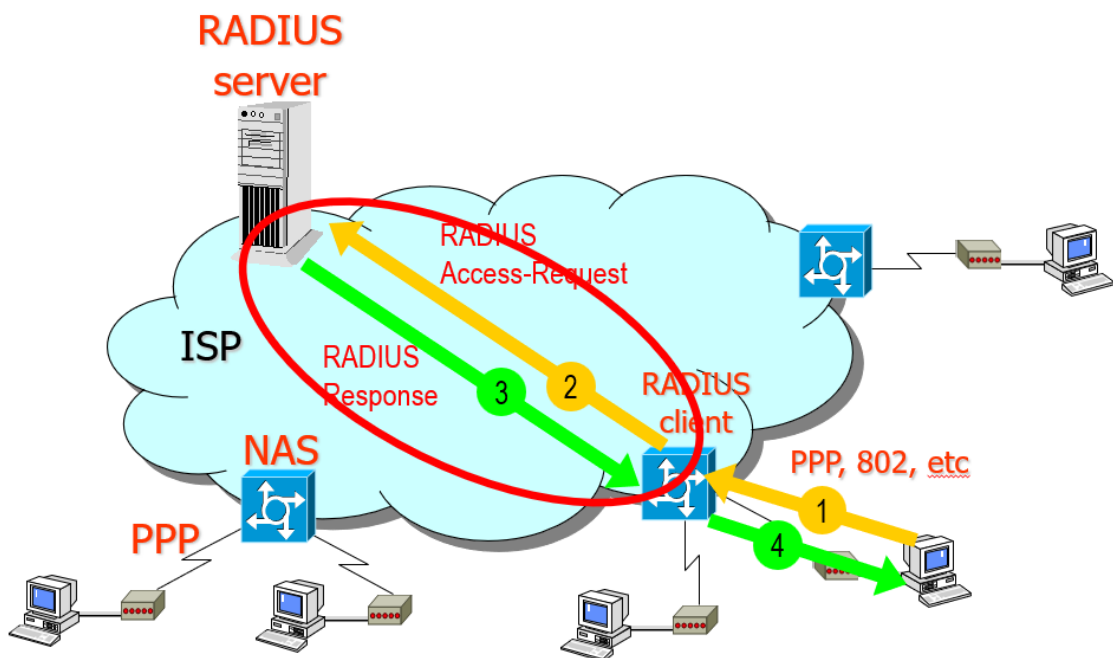 RADIUS
server
RADIUS
Access-Request
ISP
RADIUS
Response
3
2
RADIUS
client
NAS
PPP, 802, etc
1
PPP
4